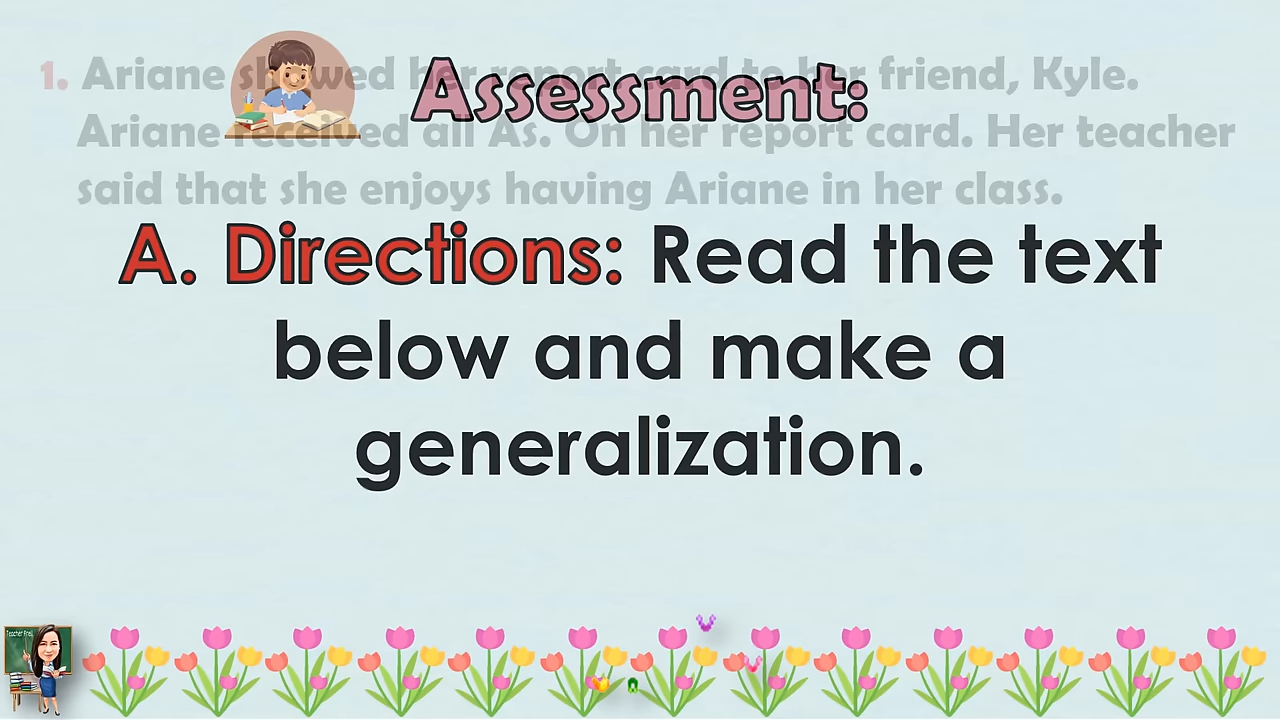 Assessment:
1. Ariane showed her report card to her friend, Kyle.
Ariane received all As. On her report card. Her teacher
said that she enjoys having Ariane in her class.
A. Directions: Read the text
below and make a
generalization.